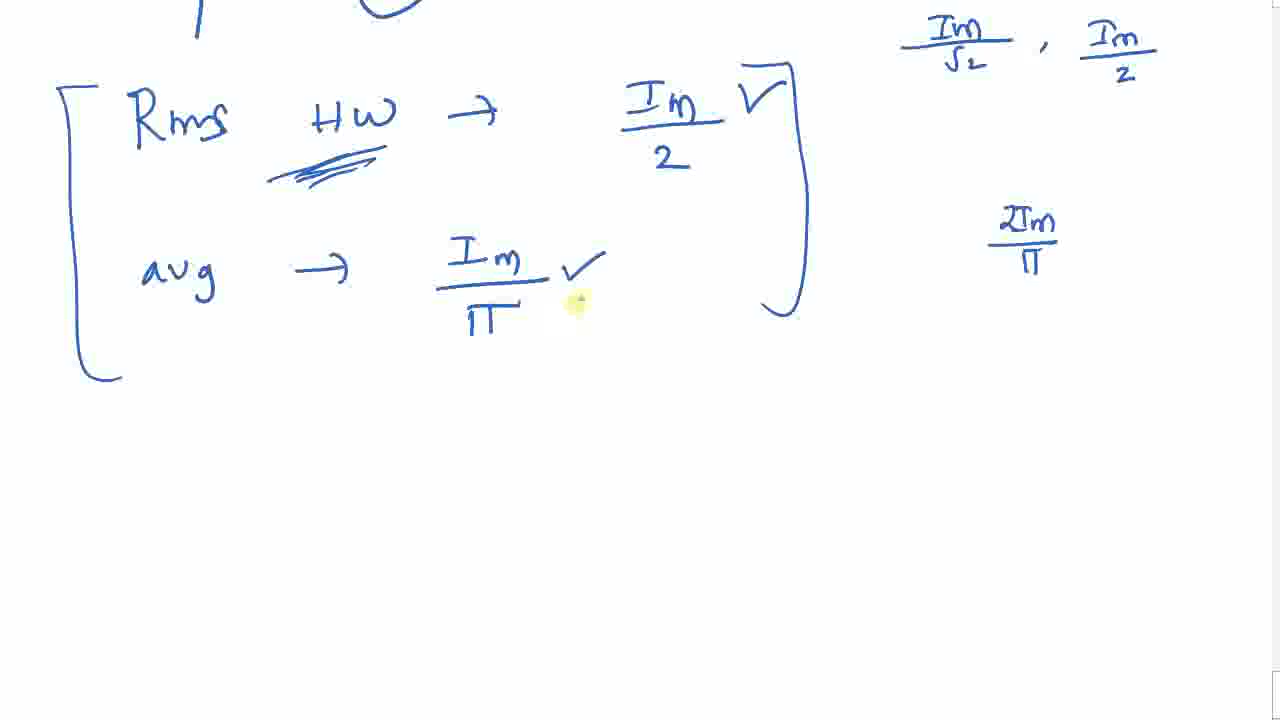 Im/√2 , Im/2
Rms HW → Im/2 ✓
2Im/π
avg → Im/π ✓